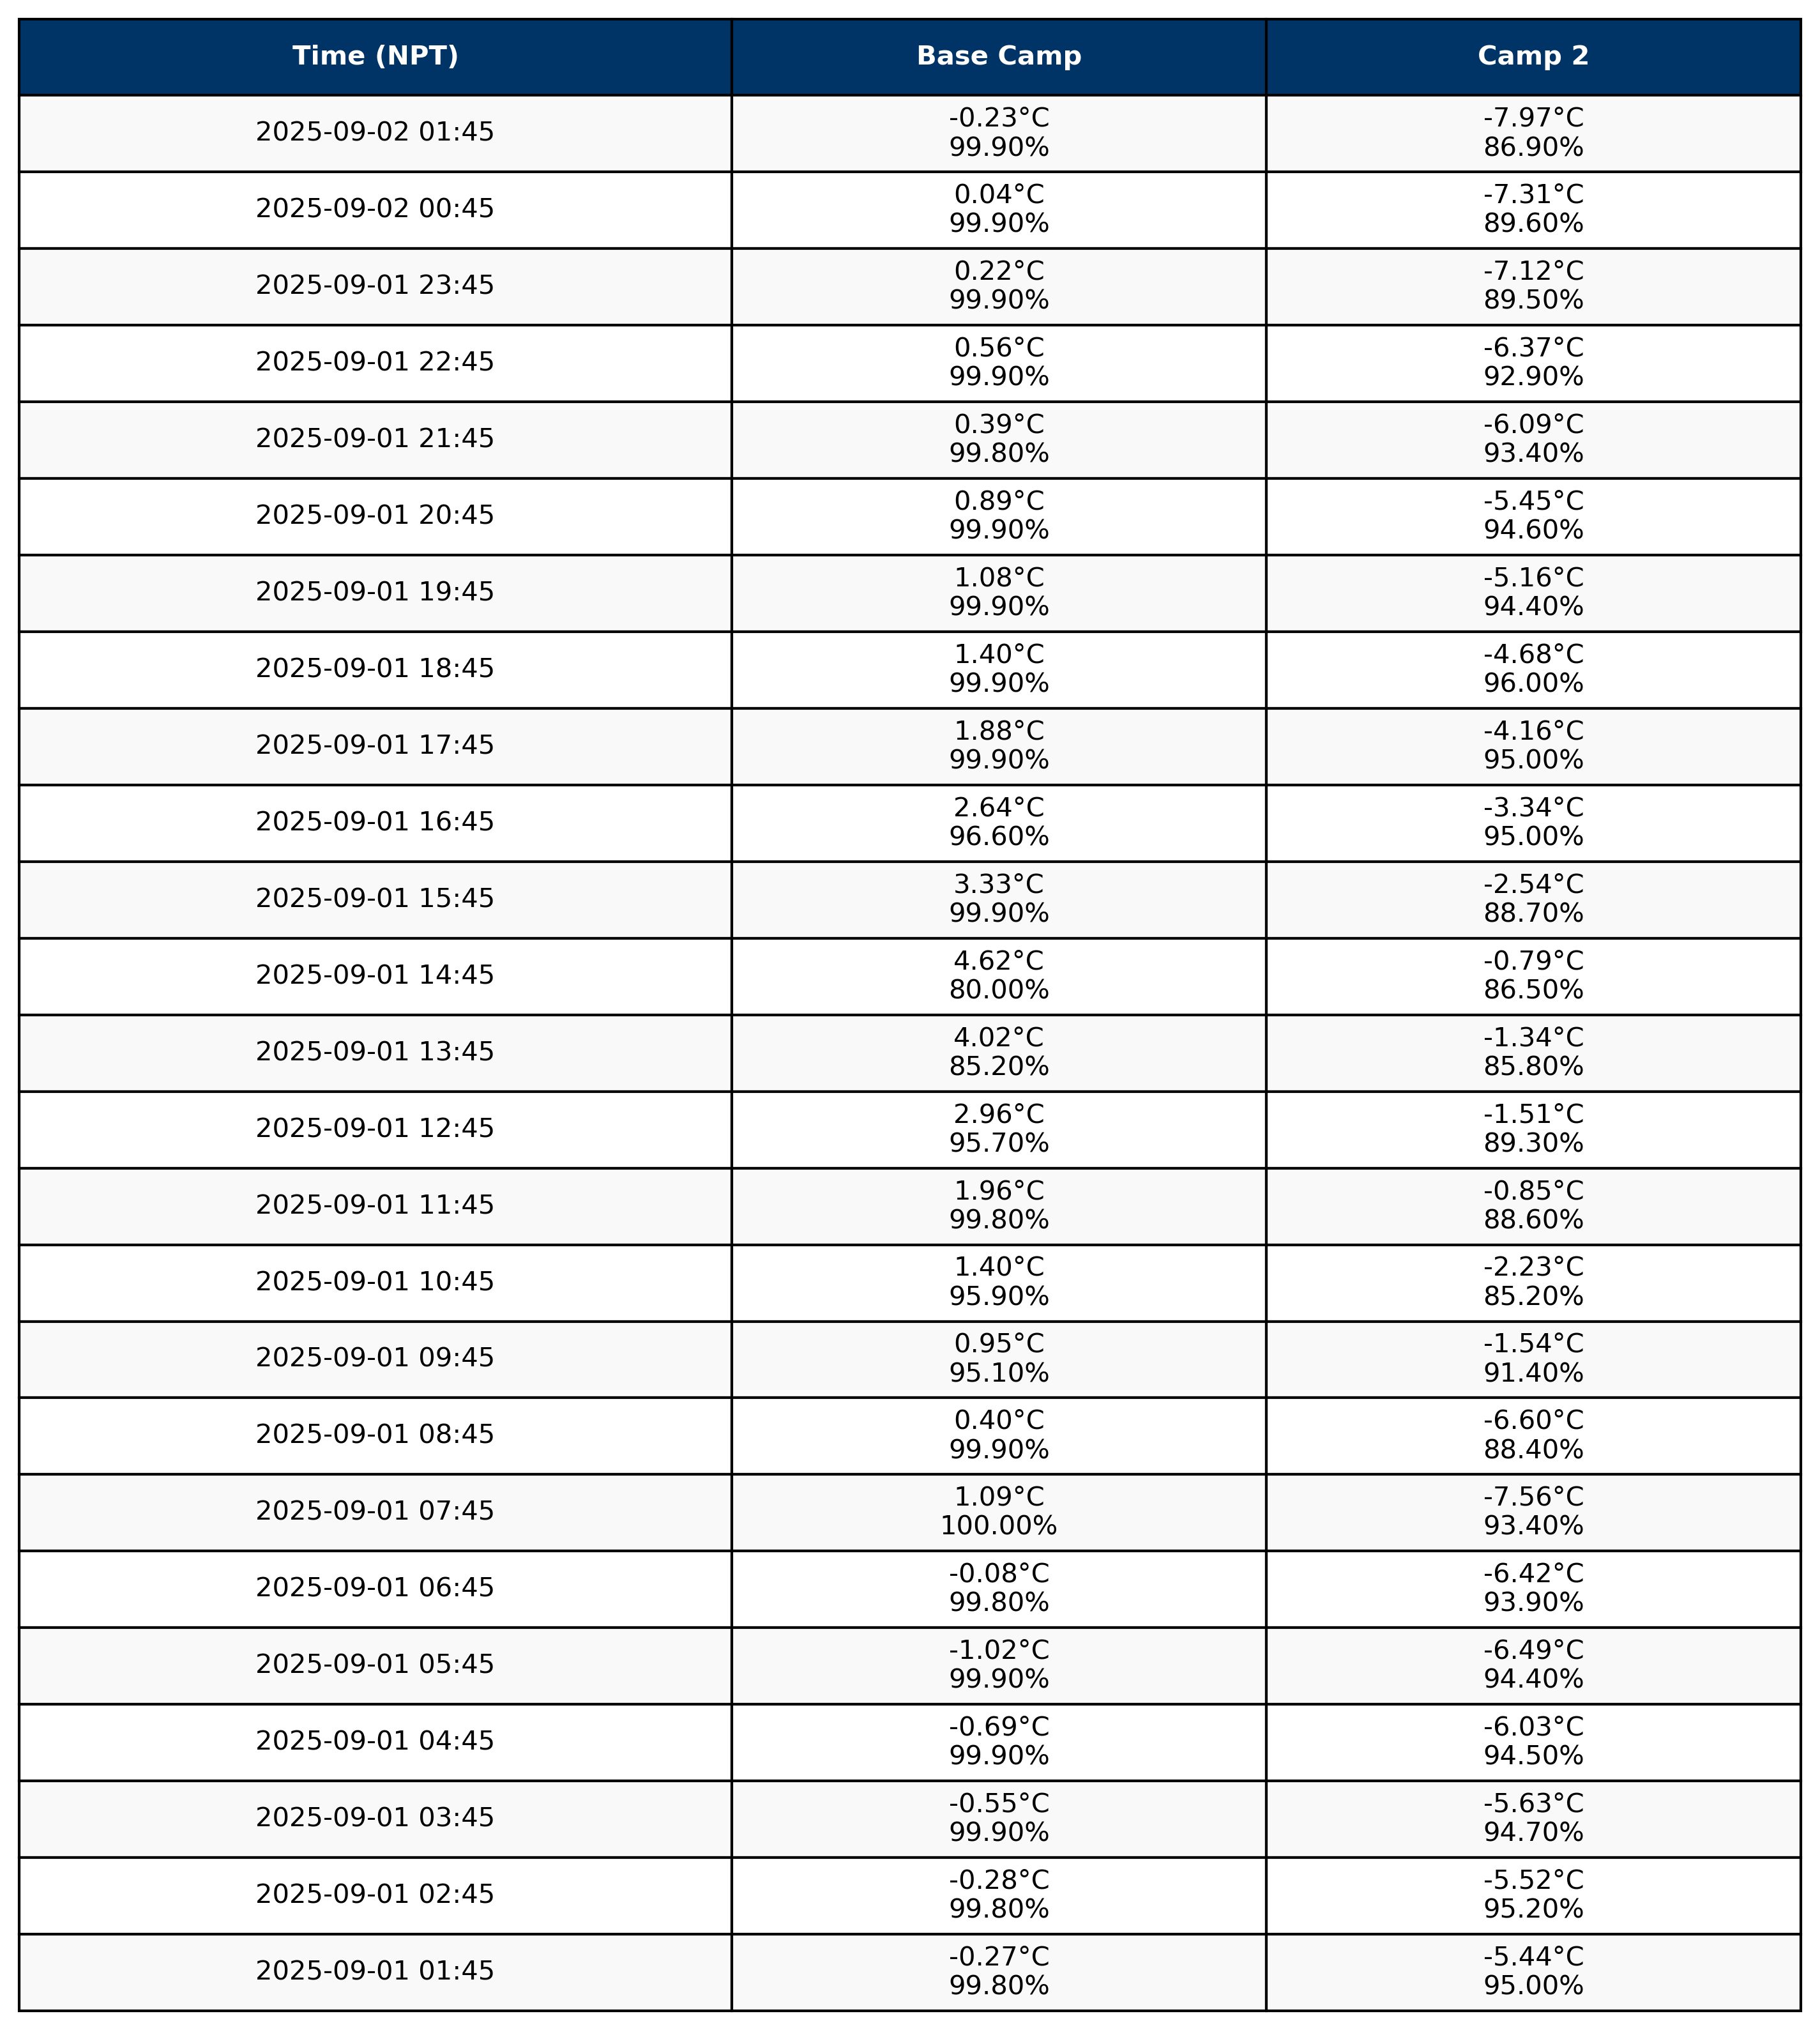 Time (NPT) Base Camp Camp 2
2025-09-02 01:45
-0.23°C
99.90%
-7.97°C
86.90%
2025-09-02 00:45
0.04°C
99.90%
-7.31°C
89.60%
2025-09-01 23:45
0.22°C
99.90%
-7.12°C
89.50%
2025-09-01 22:45
0.56°C
99.90%
-6.37°C
92.90%
2025-09-01 21:45
0.39°C
99.80%
-6.09°C
93.40%
2025-09-01 20:45
0.89°C
99.90%
-5.45°C
94.60%
2025-09-01 19:45
1.08°C
99.90%
-5.16°C
94.40%
2025-09-01 18:45
1.40°C
99.90%
-4.68°C
96.00%
2025-09-01 17:45
1.88°C
99.90%
-4.16°C
95.00%
2025-09-01 16:45
2.64°C
96.60%
-3.34°C
95.00%
2025-09-01 15:45
3.33°C
99.90%
-2.54°C
88.70%
2025-09-01 14:45
4.62°C
80.00%
-0.79°C
86.50%
2025-09-01 13:45
4.02°C
85.20%
-1.34°C
85.80%
2025-09-01 12:45
2.96°C
95.70%
-1.51°C
89.30%
2025-09-01 11:45
1.96°C
99.80%
-0.85°C
88.60%
2025-09-01 10:45
1.40°C
95.90%
-2.23°C
85.20%
2025-09-01 09:45
0.95°C
95.10%
-1.54°C
91.40%
2025-09-01 08:45
0.40°C
99.90%
-6.60°C
88.40%
2025-09-01 07:45
1.09°C
100.00%
-7.56°C
93.40%
2025-09-01 06:45
-0.08°C
99.80%
-6.42°C
93.90%
2025-09-01 05:45
-1.02°C
99.90%
-6.49°C
94.40%
2025-09-01 04:45
-0.69°C
99.90%
-6.03°C
94.50%
2025-09-01 03:45
-0.55°C
99.90%
-5.63°C
94.70%
2025-09-01 02:45
-0.28°C
99.80%
-5.52°C
95.20%
2025-09-01 01:45
-0.27°C
99.80%
-5.44°C
95.00%